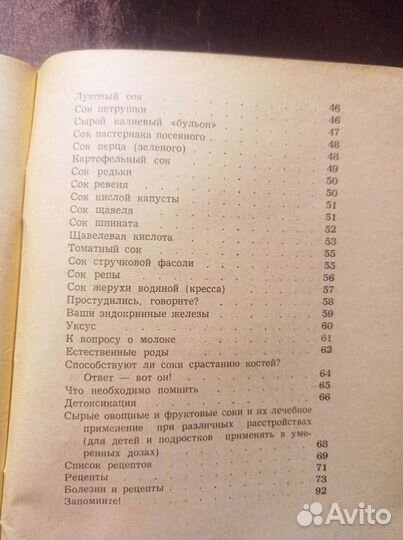 Луковый сок
Сок петрушки 46
Сырой калиевый «бульон» 46
Сок пастернака посевного 47
Сок перца (зеленого) 48
Картофельный сок 48
Сок редьки 49
Сок ревеня 50
Сок кислой капусты 50
Сок щавеля 51
Сок шпината 51
Щавелевая кислота 52
Томатный сок 53
Сок стручковой фасоли 55
Сок репы 55
Сок жерухи водяной (кресса) 56
Простудились, говорите? 57
Ваши эндокринные железы 58
Уксус 59
К вопросу о молоке 60
Естественные роды 61
Способствуют ли соки срастанию костей? 62
Ответ — вот он!
Что необходимо помнить 64
Детоксикация 65
Сырые овощные и фруктовые соки и их лечебное 66
применение при различных расстройствах
(для детей и подростков применять в уме-
ренных дозах)
Список рецептов 68
Рецепты 69
Болезни и рецепты 71
Запомните! 73
92
Avito